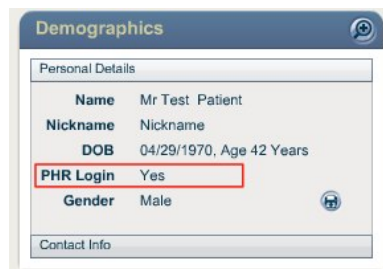 Demographics
Personal Details
Name Mr Test Patient
Nickname Nickname
DOB 04/29/1970, Age 42 Years
PHR Login Yes
Gender Male
Contact Info